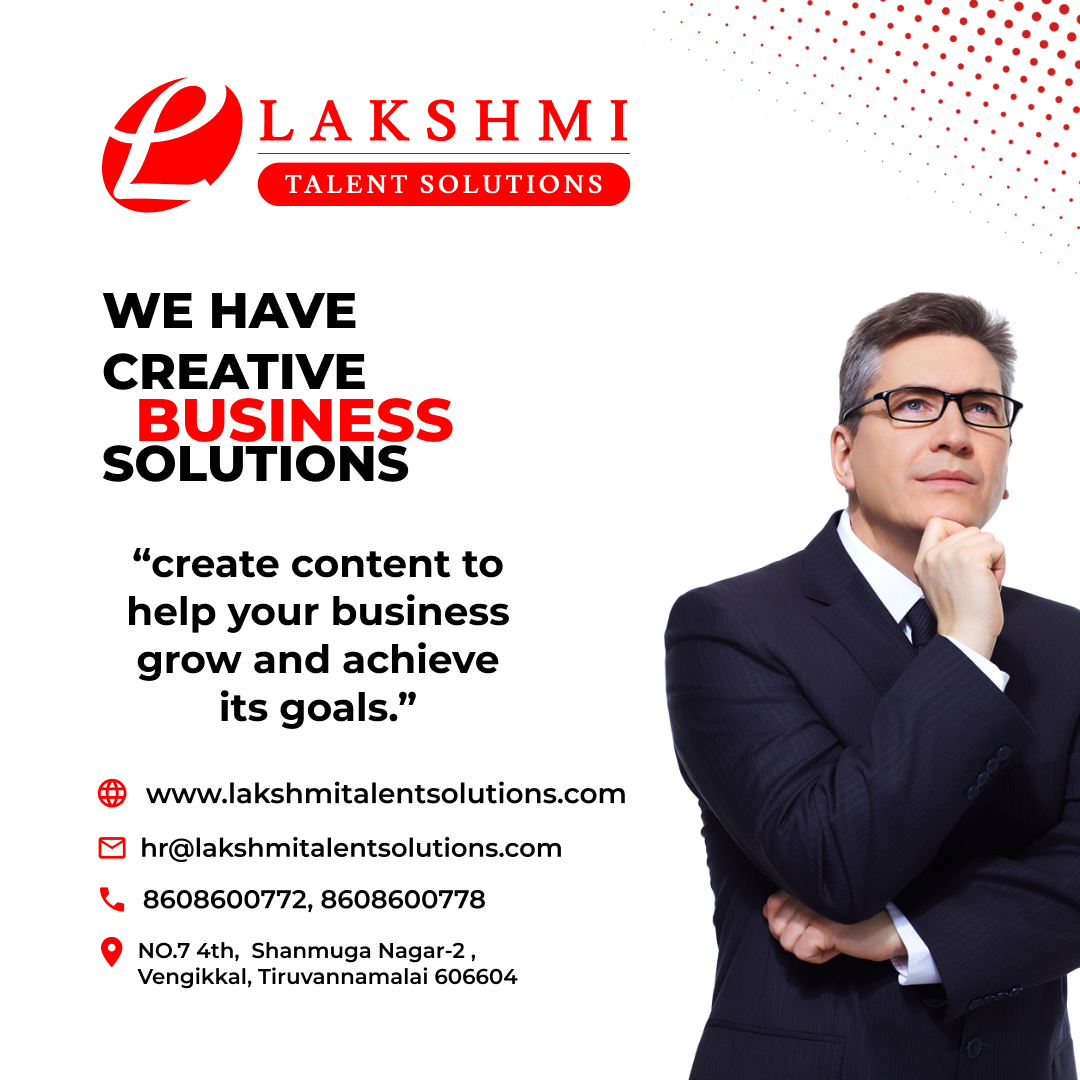 LAKSHMI
TALENT SOLUTIONS
WE HAVE
CREATIVE
BUSINESS
SOLUTIONS
“create content to
help your business
grow and achieve
its goals.”
www.lakshmitalentsolutions.com
hr@lakshmitalentsolutions.com
8608600772, 8608600778
NO.7 4th, Shanmuga Nagar-2 ,
Vengikkal, Tiruvannamalai 606604